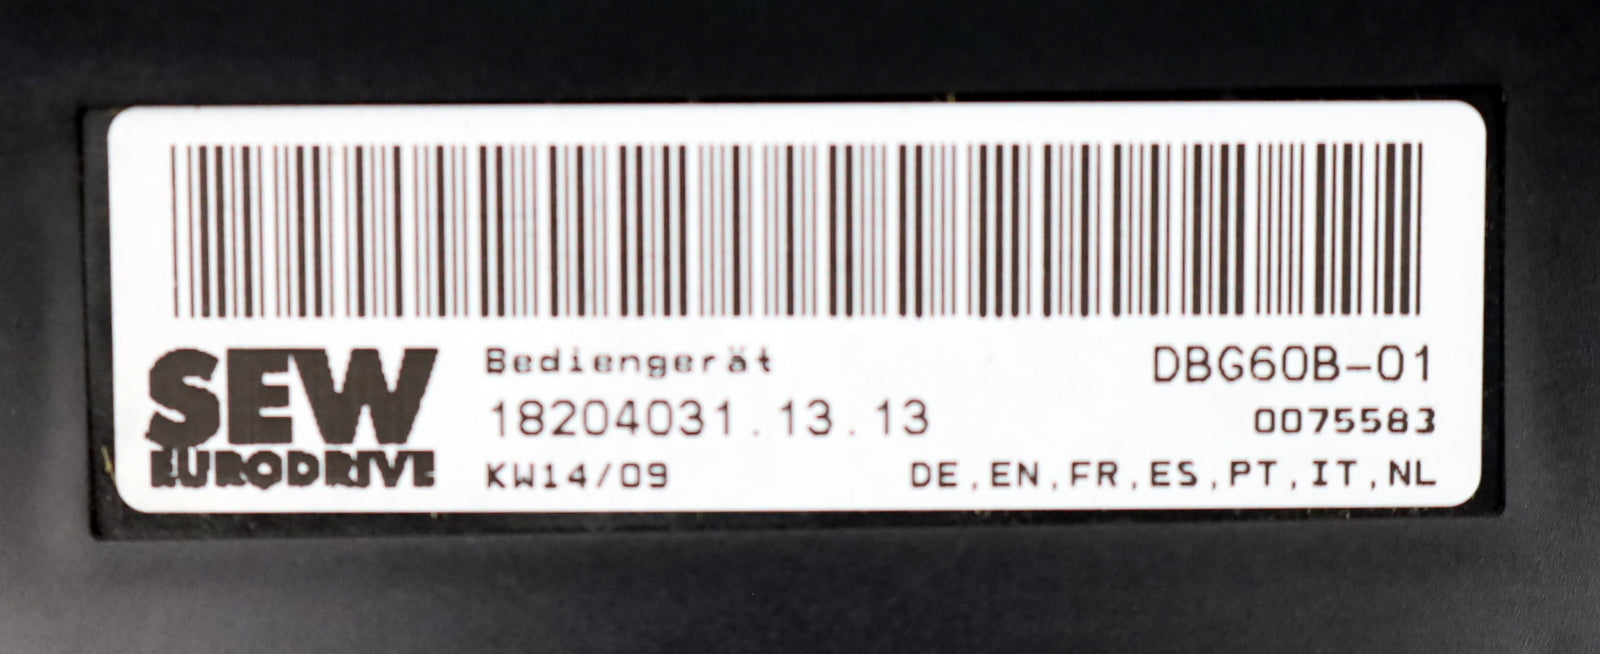 SEW
EURODRIVE
Bediengerät
18204031.13.13
KW14/09
DBG60B-01
0075583
DE,EN,FR,ES,PT,IT,NL